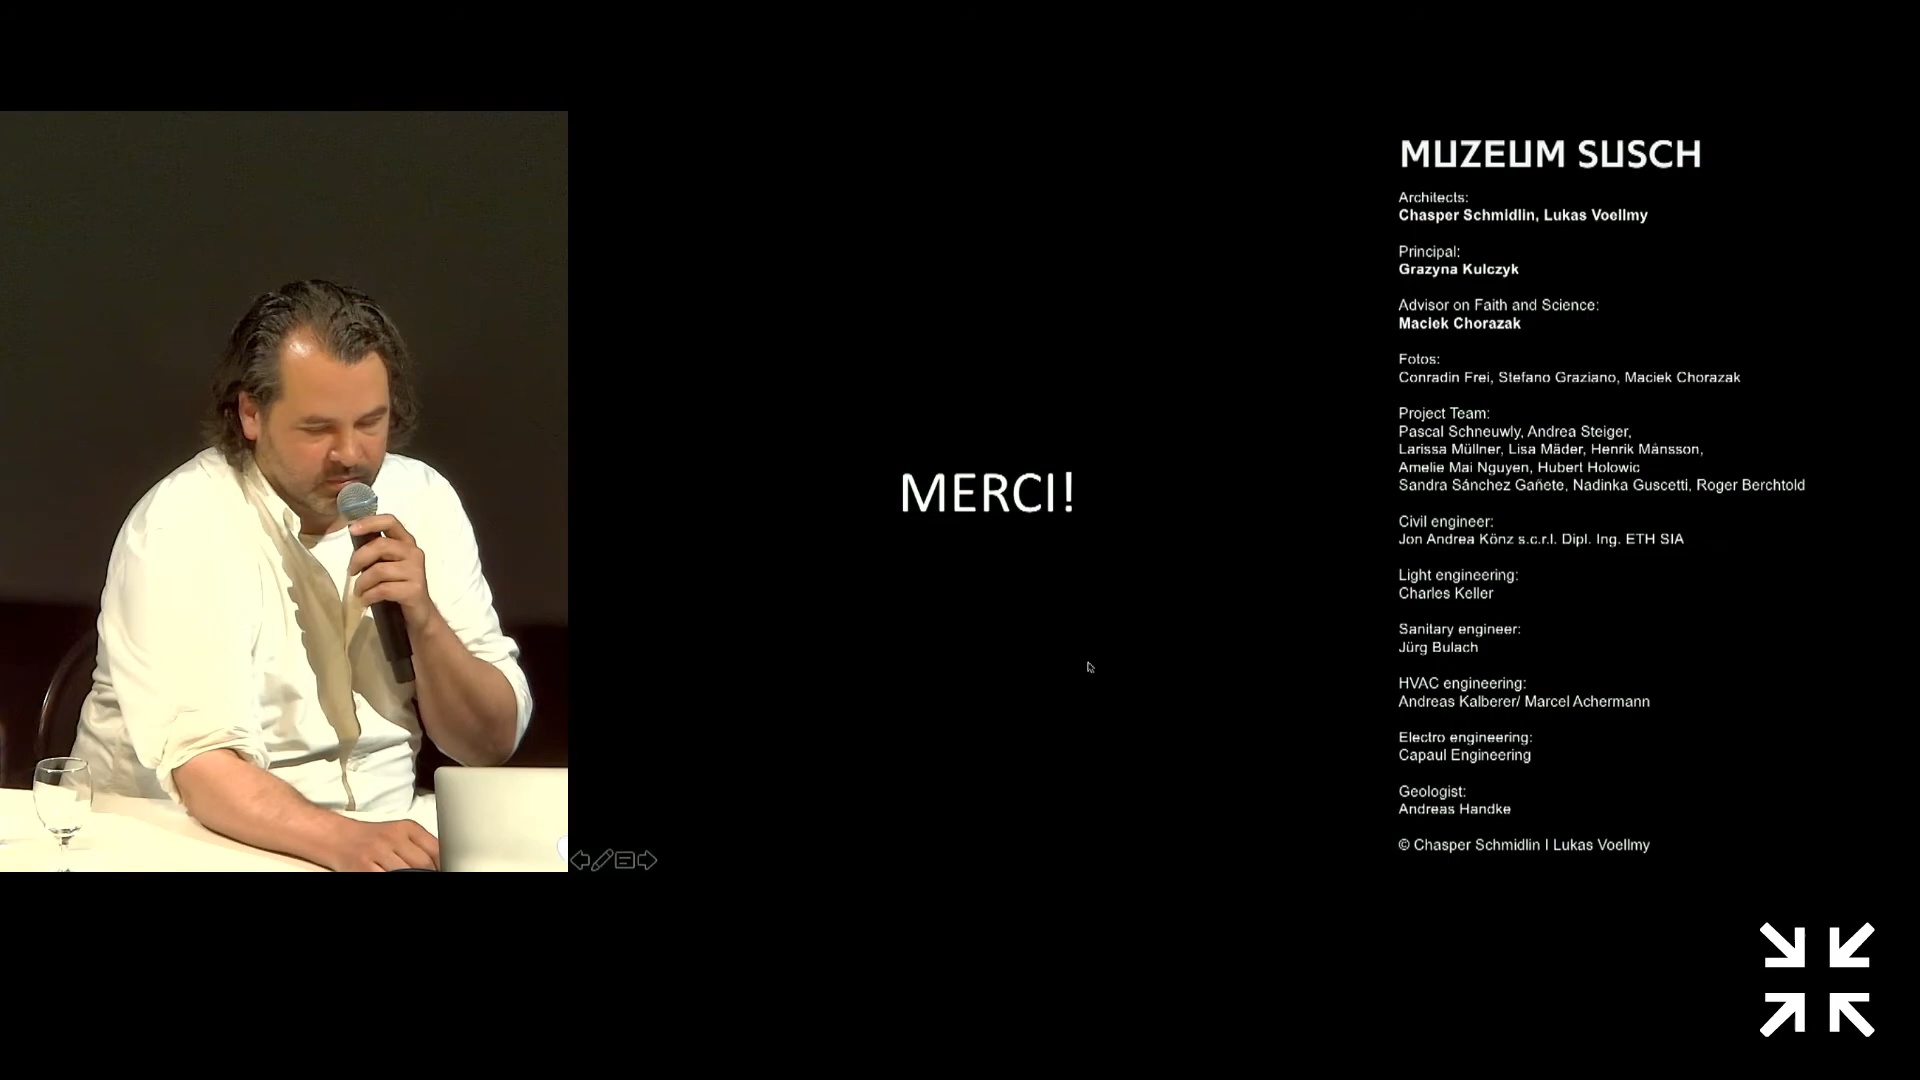 MERCI!
MUZEUM SUSCH
Architects:
Chasper Schmidlin, Lukas Voellmy
Principal:
Grazyna Kulczyk
Advisor on Faith and Science:
Maciek Chorazak
Fotos:
Conradin Frei, Stefano Graziano, Maciek Chorazak
Project Team:
Pascal Schneuwly, Andrea Steiger,
Larissa Müllner, Lisa Mäder, Henrik Månsson,
Amelie Mai Nguyen, Hubert Holowic
Sandra Sánchez Gañete, Nadinka Guscetti, Roger Berchtold
Civil engineer:
Jon Andrea Könz s.c.r.l. Dipl. Ing. ETH SIA
Light engineering:
Charles Keller
Sanitary engineer:
Jürg Bulach
HVAC engineering:
Andreas Kalberer/ Marcel Achermann
Electro engineering:
Capaul Engineering
Geologist:
Andreas Handke
© Chasper Schmidlin I Lukas Voellmy